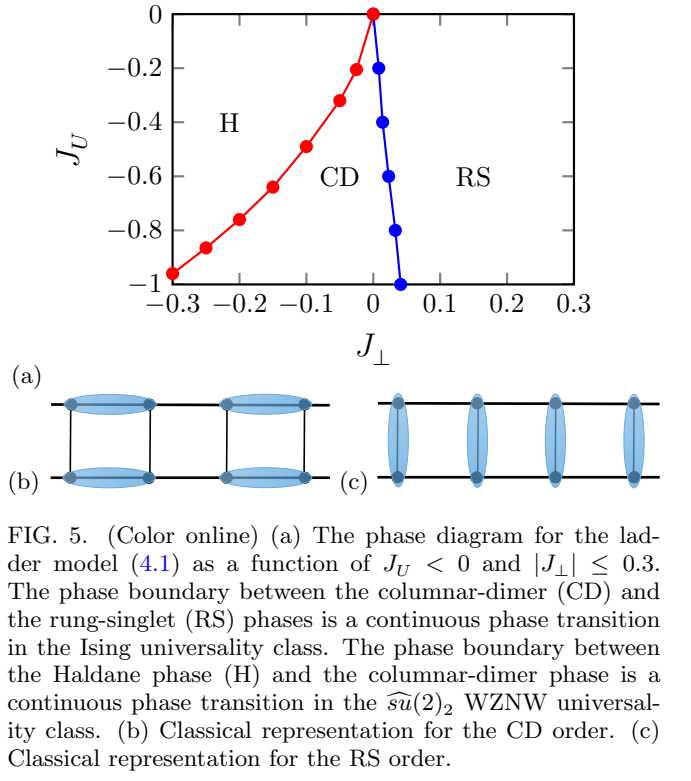 0
−0.2
−0.4
−0.6
−0.8
−1
J_U
H
CD
RS
−0.3 −0.2 −0.1 0 0.1 0.2 0.3
J_⊥
(a)
(b)
(c)
FIG. 5. (Color online) (a) The phase diagram for the lad-
der model (4.1) as a function of J_U < 0 and |J_⊥| ≤ 0.3.
The phase boundary between the columnar-dimer (CD) and
the rung-singlet (RS) phases is a continuous phase transition
in the Ising universality class. The phase boundary between
the Haldane phase (H) and the columnar-dimer phase is a
continuous phase transition in the \widehat{su}(2)_2 WZNW universal-
ity class. (b) Classical representation for the CD order. (c)
Classical representation for the RS order.